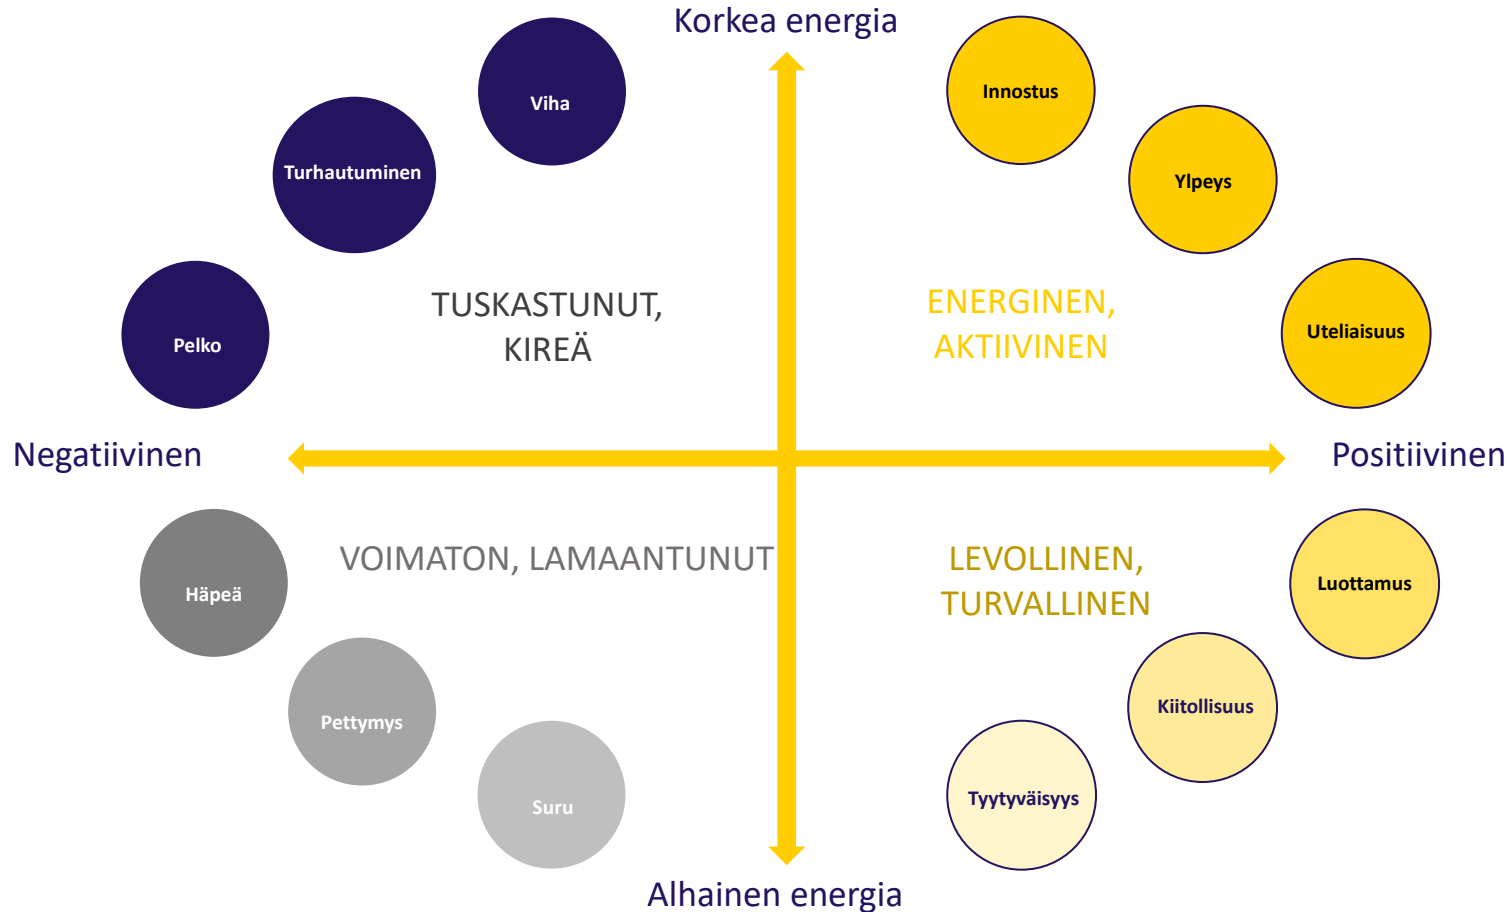 Korkea energia
Viha
Innostus
Turhautuminen
Ylpeys
TUSKASTUNUT,
KIREÄ
ENERGINEN,
AKTIIVINEN
Pelko
Uteliaisuus
Negatiivinen
Positiivinen
VOIMATON, LAMAANTUNUT
LEVOLLINEN,
TURVALLINEN
Häpeä
Luottamus
Pettymys
Kiitollisuus
Suru
Tyytyväisyys
Alhainen energia